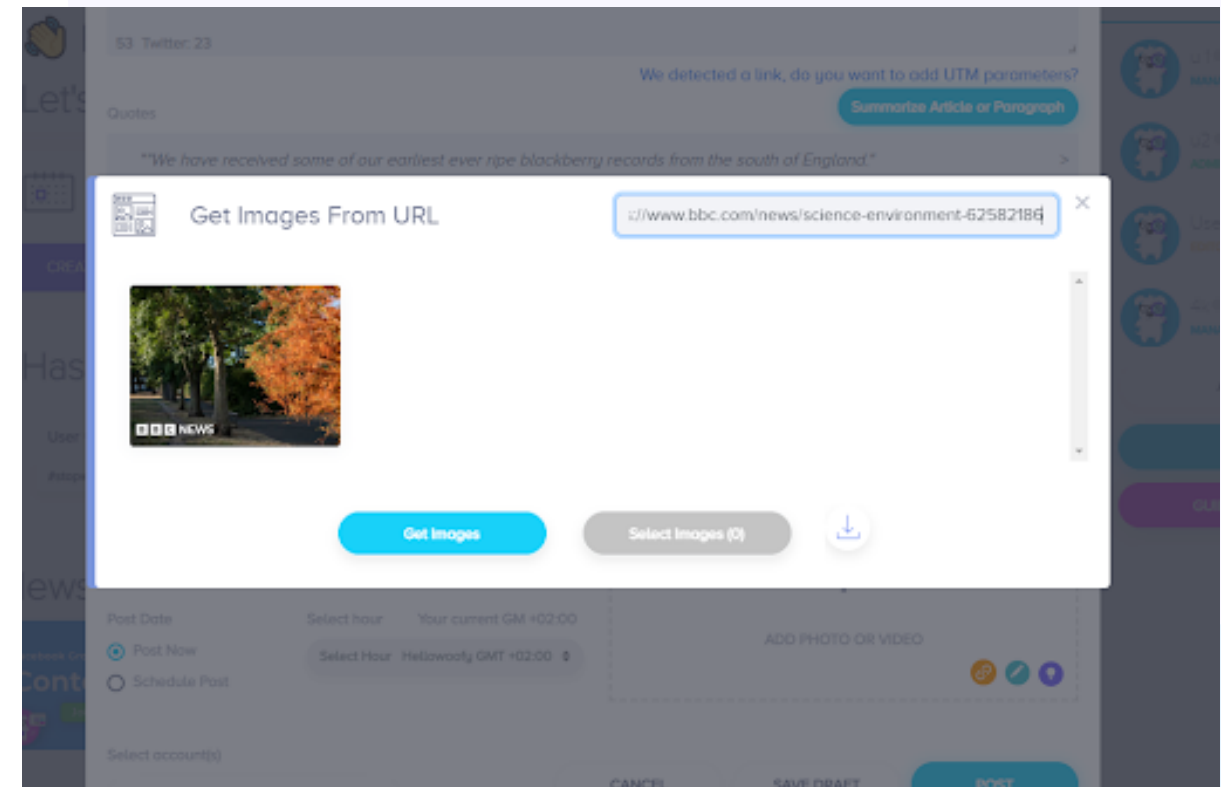 53 Twitter: 23
We detected a link, do you want to add UTM parameters?
Let's
Quotes
Summarize Article or Paragraph
"“We have received some of our earliest ever ripe blackberry records from the south of England.” >
Get Images From URL
://www.bbc.com/news/science-environment-62582186
×
CREA
BBC NEWS
Has
User
Get Images
Select Images (0)
ews
Post Date
Select hour
Your current GM +02:00
Post Now
Select Hour Hellowoofy GMT +02:00
ADD PHOTO OR VIDEO
Schedule Post
Conte
Select account(s)
CANCEL
SAVE DRAFT
POST